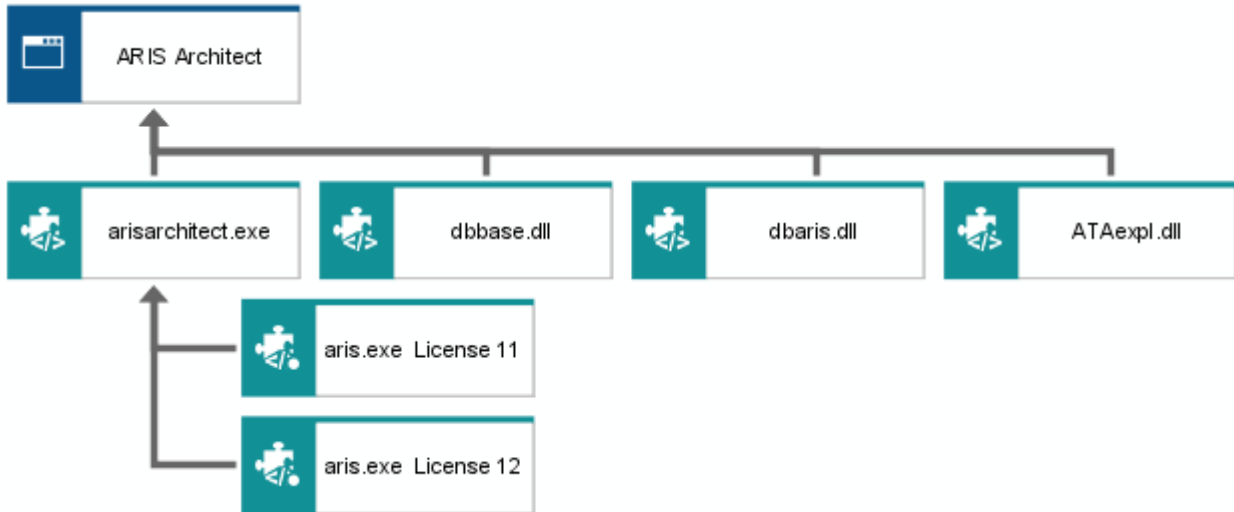 ARIS Architect
arisarchitect.exe
dbbase.dll
dbaris.dll
ATAexpl.dll
aris.exe License 11
aris.exe License 12